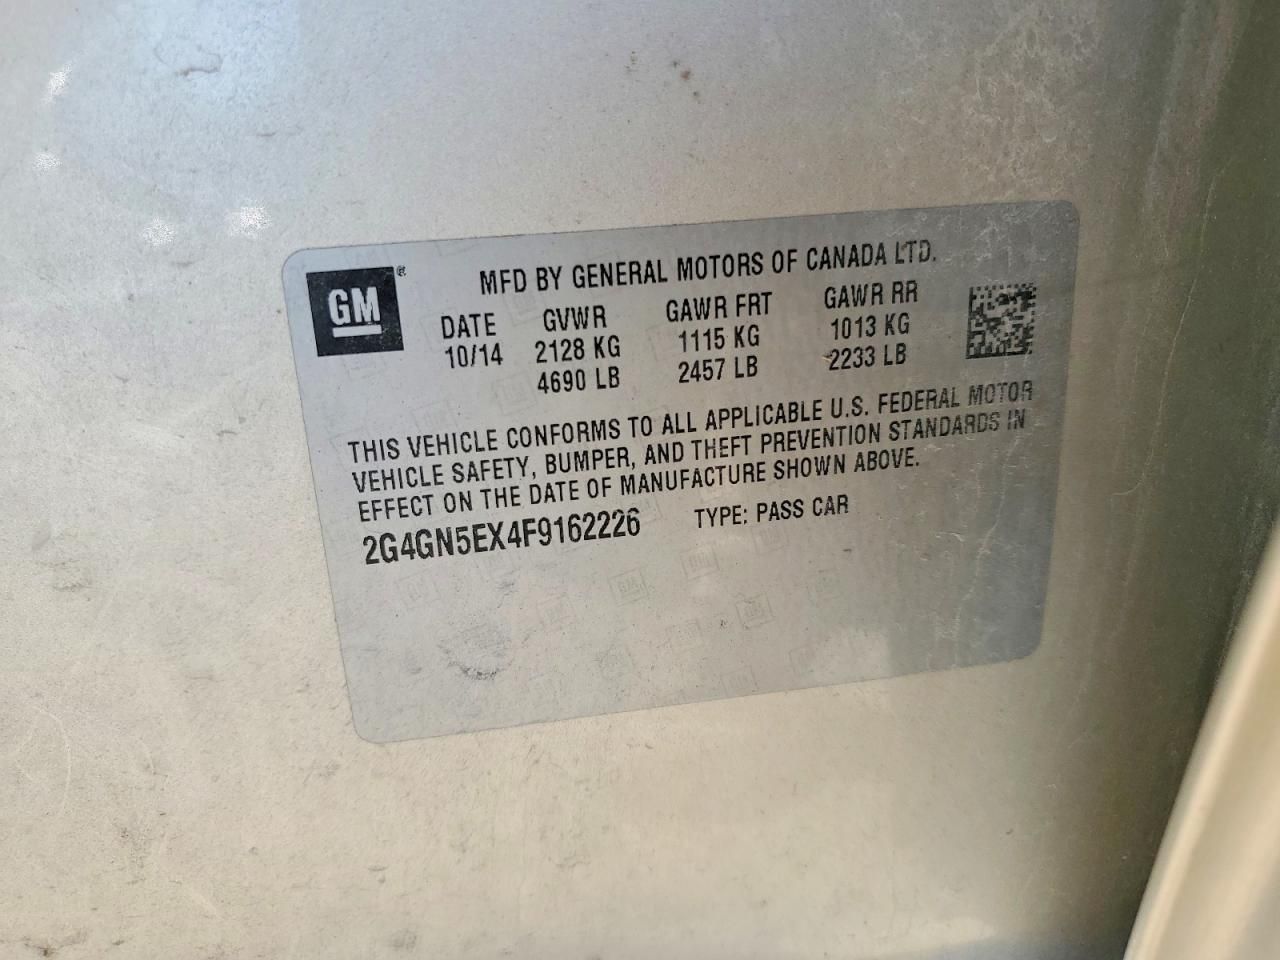 GM®
MFD BY GENERAL MOTORS OF CANADA LTD.
DATE GVWR GAWR FRT GAWR RR
10/14 2128 KG 1115 KG 1013 KG
4690 LB 2457 LB 2233 LB
THIS VEHICLE CONFORMS TO ALL APPLICABLE U.S. FEDERAL MOTOR
VEHICLE SAFETY, BUMPER, AND THEFT PREVENTION STANDARDS IN
EFFECT ON THE DATE OF MANUFACTURE SHOWN ABOVE.
2G4GN5EX4F9162226 TYPE: PASS CAR